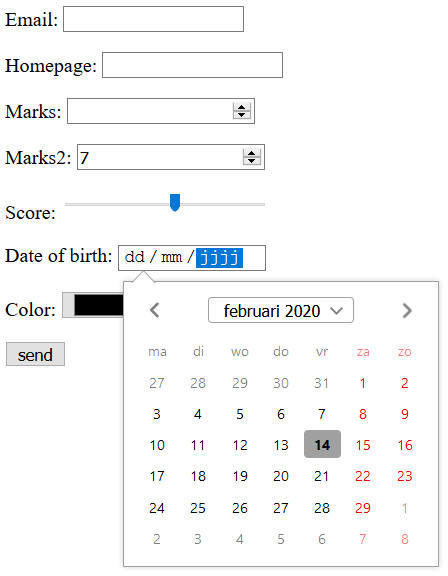 Email:
Homepage:
Marks:
Marks2: 7
Score:
Date of birth: dd / mm / jjjj
Color:
februari 2020
send
ma di wo do vr za zo
27 28 29 30 31 1 2
3 4 5 6 7 8 9
10 11 12 13 14 15 16
17 18 19 20 21 22 23
24 25 26 27 28 29 1
2 3 4 5 6 7 8